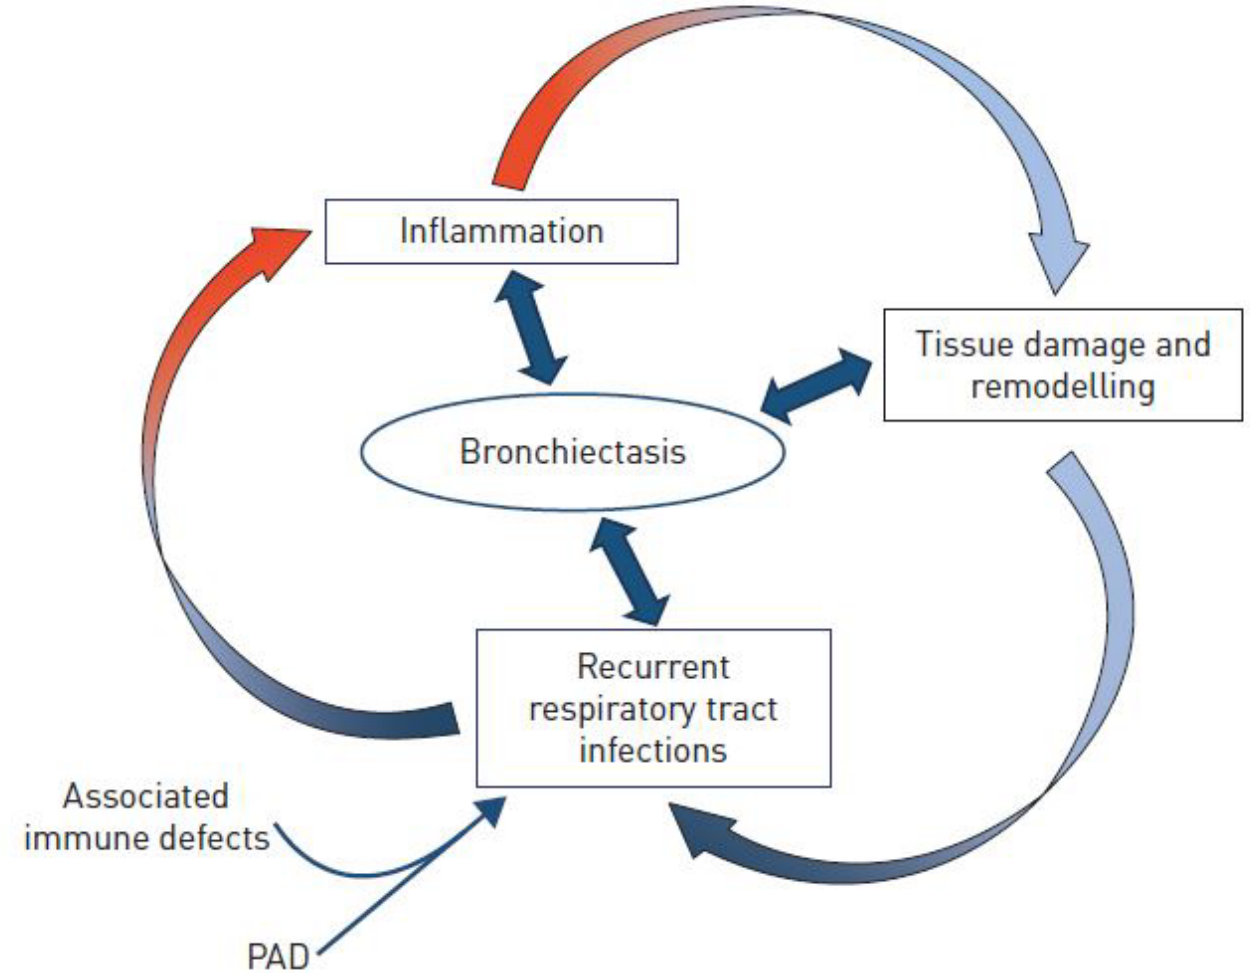 Inflammation
Tissue damage and
remodelling
Bronchiectasis
Recurrent
respiratory tract
infections
Associated
immune defects
PAD